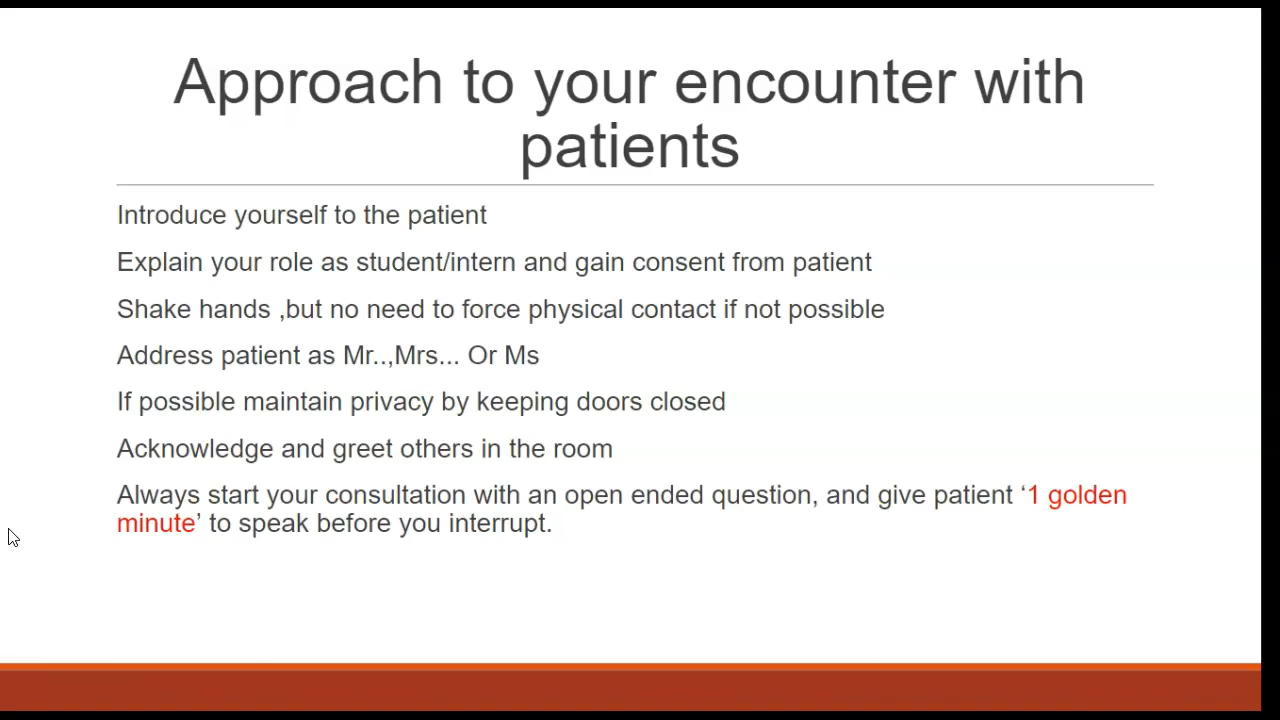 Approach to your encounter with
patients
Introduce yourself to the patient
Explain your role as student/intern and gain consent from patient
Shake hands ,but no need to force physical contact if not possible
Address patient as Mr..,Mrs... Or Ms
If possible maintain privacy by keeping doors closed
Acknowledge and greet others in the room
Always start your consultation with an open ended question, and give patient ‘1 golden
minute’ to speak before you interrupt.